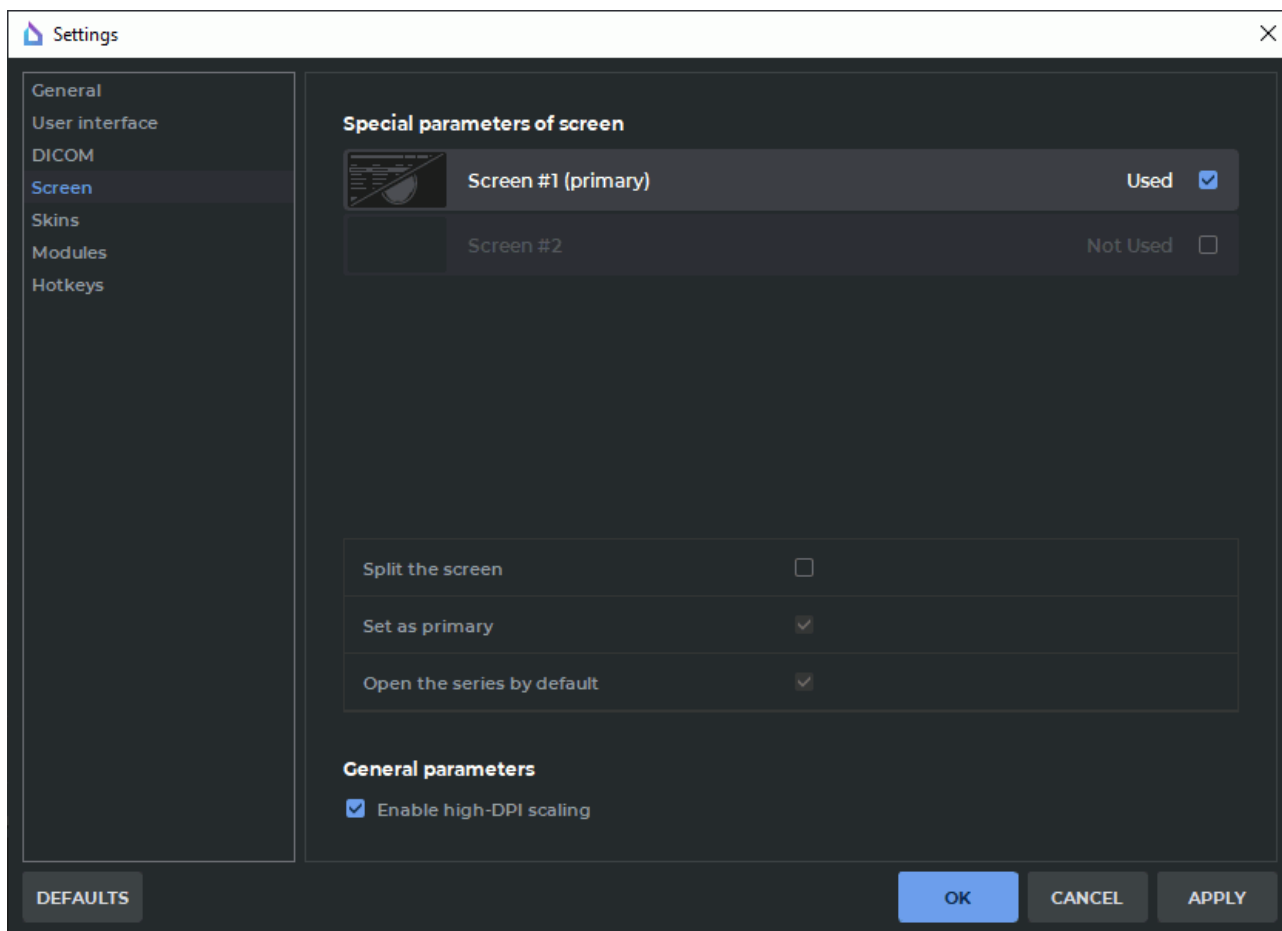 Settings
General
User interface
DICOM
Screen
Skins
Modules
Hotkeys
Special parameters of screen
Screen #1 (primary) Used
Screen #2 Not Used
Split the screen
Set as primary
Open the series by default
General parameters
Enable high-DPI scaling
DEFAULTS OK CANCEL APPLY